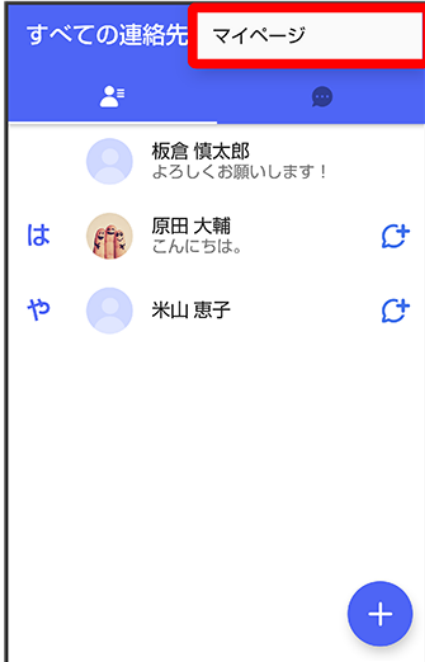 すべての連絡先
マイページ
板倉 慎太郎
よろしくお願いします！
は
原田 大輔
こんにちは。
や
米山 恵子